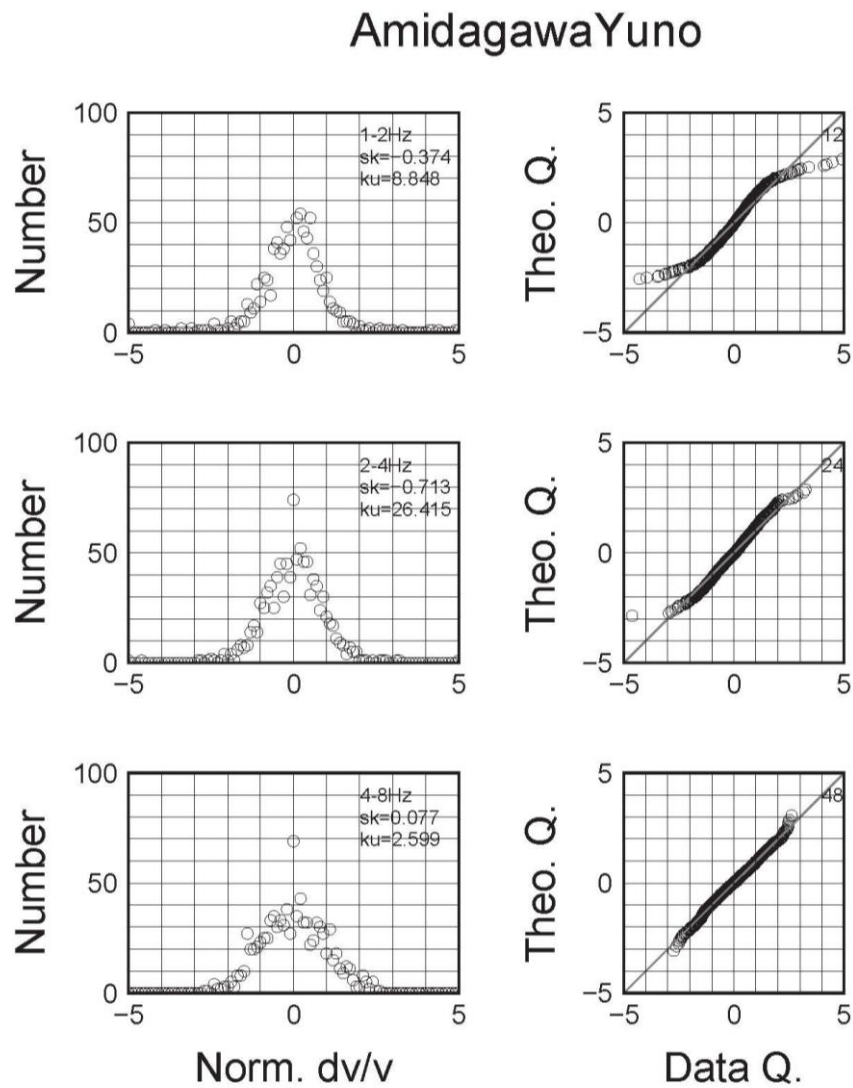 AmidagawaYuno
100
50
0
Number
−5
0
5
1-2Hz
sk=−0.374
ku=8.848
5
0
−5
Theo. Q.
−5
0
5
12
100
50
0
Number
−5
0
5
2-4Hz
sk=−0.713
ku=26.415
5
0
−5
Theo. Q.
−5
0
5
24
100
50
0
Number
−5
0
5
4-8Hz
sk=0.077
ku=2.599
5
0
−5
Theo. Q.
−5
0
5
48
Norm. dv/v
Data Q.